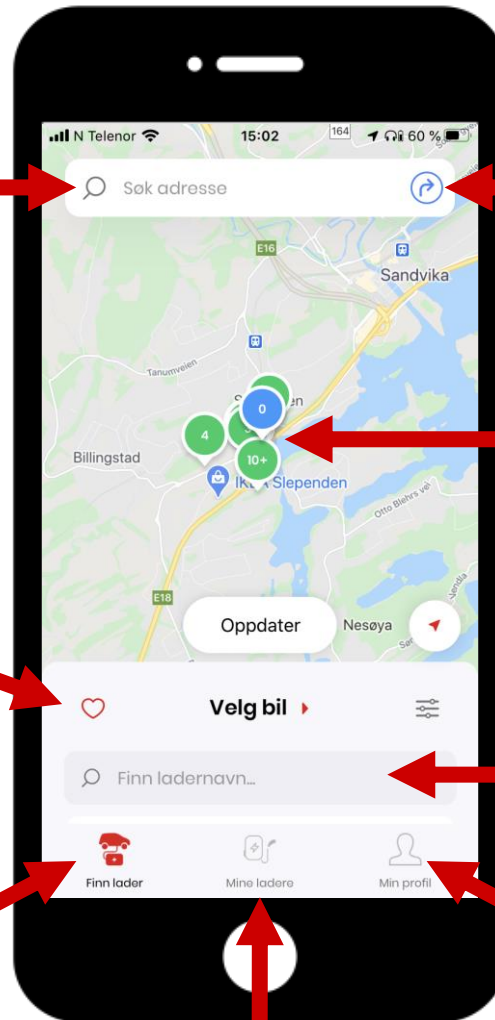 N Telenor 15:02 164 60 %
Søk adresse
E16
Sandvika
Tanumveien
0
4
10+
Billingstad
IKEA Slependen
Otto Blehrs vei
Vendla
E18
Oppdater
Nesøya
Velg bil
Finn ladernavn...
Finn lader
Mine ladere
Min profil